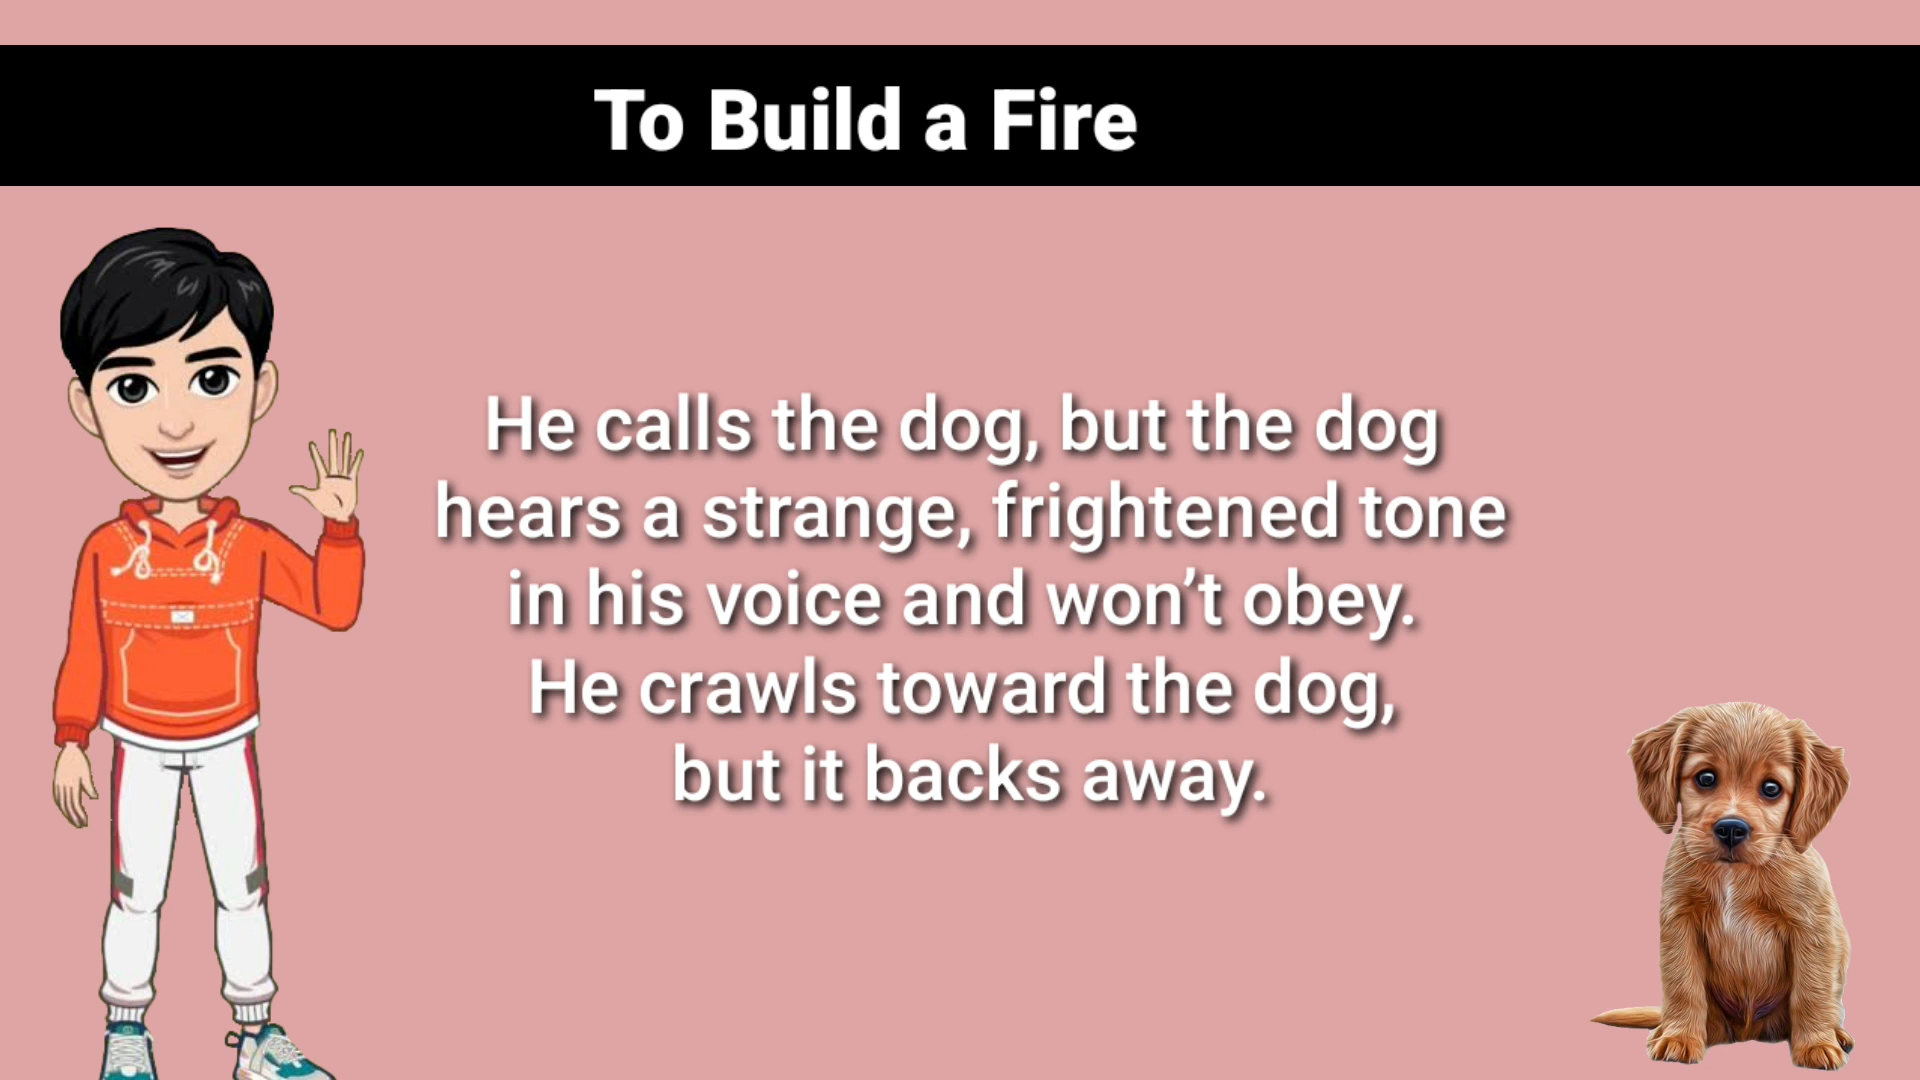 To Build a Fire
He calls the dog, but the dog
hears a strange, frightened tone
in his voice and won’t obey.
He crawls toward the dog,
but it backs away.